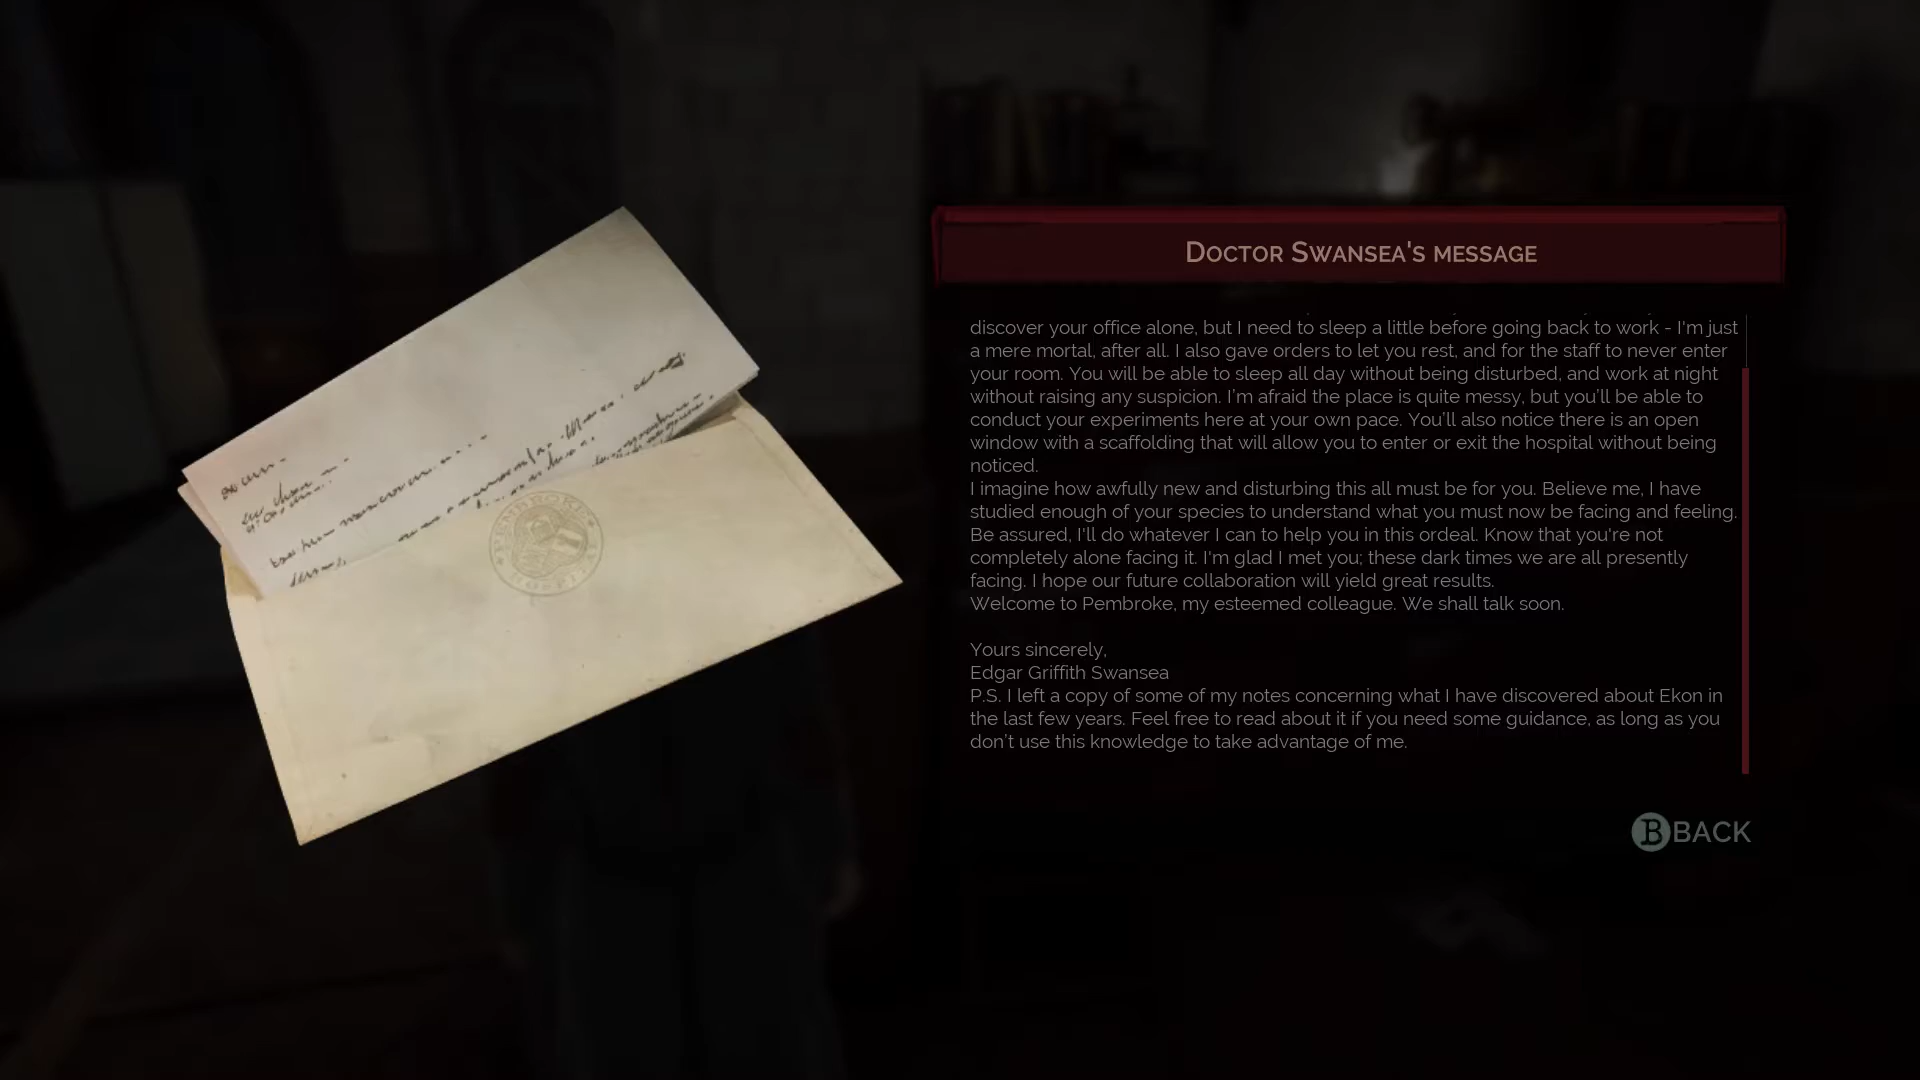 Doctor Swansea's message
discover your office alone, but I need to sleep a little before going back to work - I'm just
a mere mortal, after all. I also gave orders to let you rest, and for the staff to never enter
your room. You will be able to sleep all day without being disturbed, and work at night
without raising any suspicion. I'm afraid the place is quite messy, but you'll be able to
conduct your experiments here at your own pace. You'll also notice there is an open
window with a scaffolding that will allow you to enter or exit the hospital without being
noticed.
I imagine how awfully new and disturbing this all must be for you. Believe me, I have
studied enough of your species to understand what you must now be facing and feeling.
Be assured, I'll do whatever I can to help you in this ordeal. Know that you're not
completely alone facing it. I'm glad I met you; these dark times we are all presently
facing. I hope our future collaboration will yield great results.
Welcome to Pembroke, my esteemed colleague. We shall talk soon.
Yours sincerely,
Edgar Griffith Swansea
P.S. I left a copy of some of my notes concerning what I have discovered about Ekon in
the last few years. Feel free to read about it if you need some guidance, as long as you
don't use this knowledge to take advantage of me.
B BACK
PEMBROKE
HOSPITAL